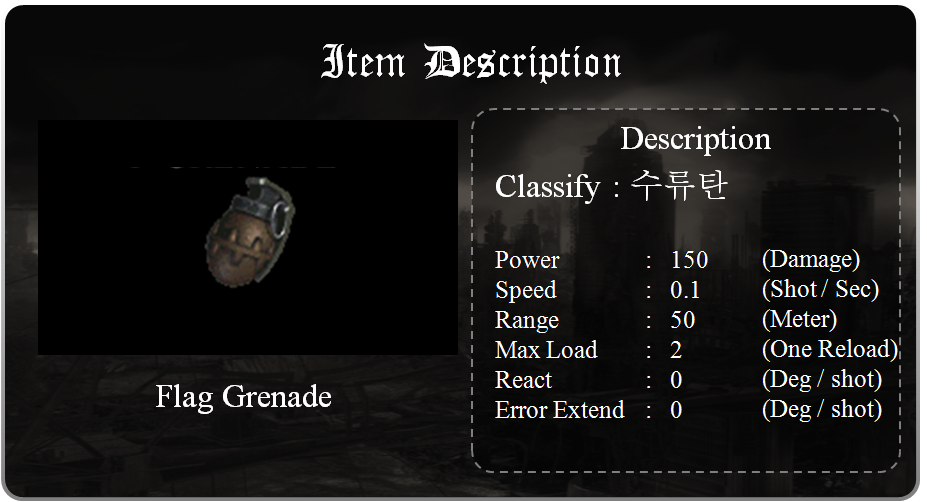 Item Description
Description
Classify : 수류탄
Power : 150 (Damage)
Speed : 0.1 (Shot / Sec)
Range : 50 (Meter)
Max Load : 2 (One Reload)
React : 0 (Deg / shot)
Error Extend : 0 (Deg / shot)
Flag Grenade